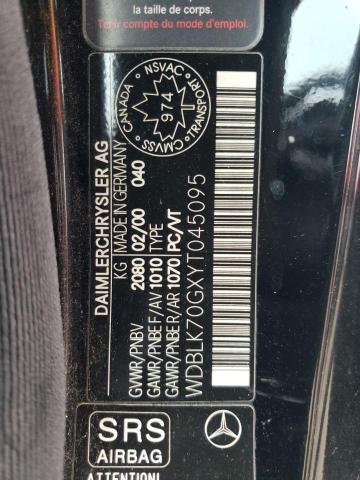 la taille de corps.
Tenir compte du mode d'emploi.
DAIMLERCHRYSLER AG
MADE IN GERMANY
KG 02/00 040
GVWR/PNBV 2080
GAWR/PNBE F/AV 1010 TYPE
GAWR/PNBE R/AR 1070 PC/VT
WDBLK70GXYT045095
CANADA NSVAC TRANSPORT CMVSS
974
SRS
AIRBAG
ATTENTION!